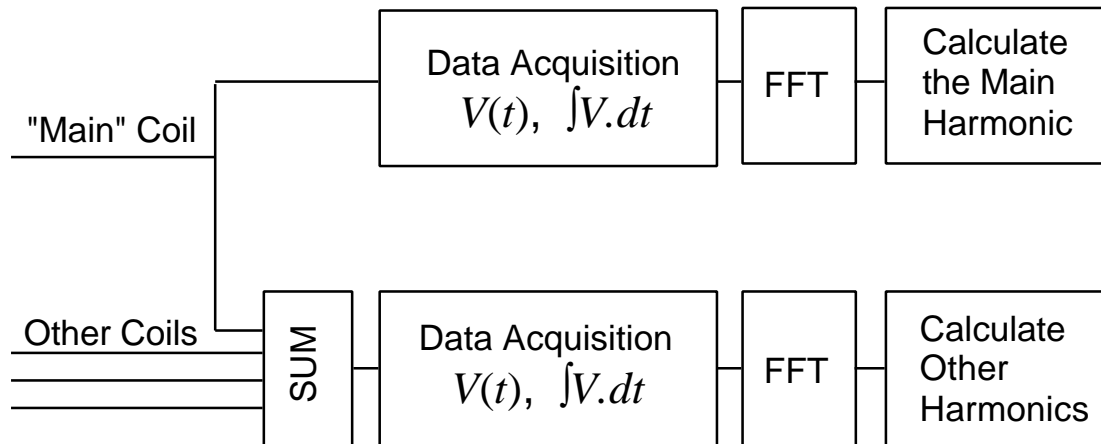 "Main" Coil
Data Acquisition
V(t), ∫V.dt
FFT
Calculate
the Main
Harmonic
Other Coils
SUM
Data Acquisition
V(t), ∫V.dt
FFT
Calculate
Other
Harmonics